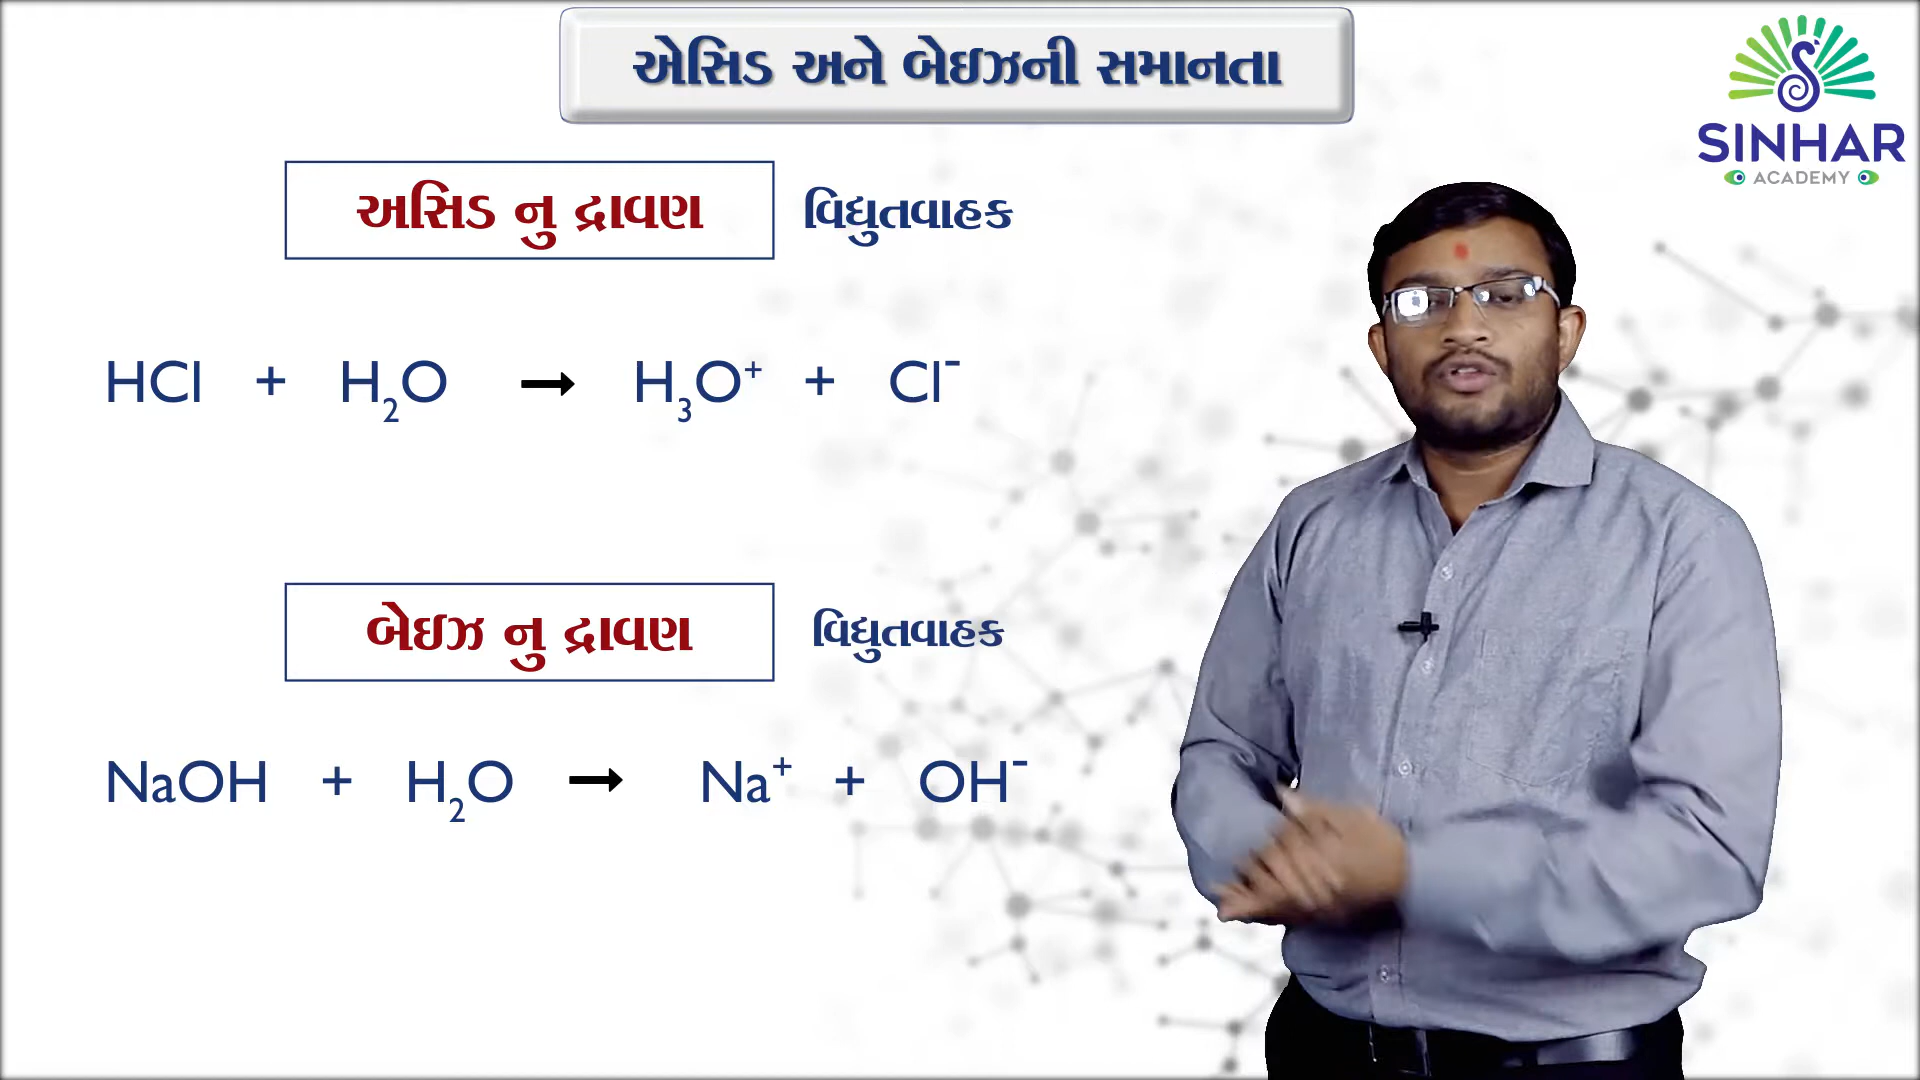 એસિડ અને બેઇઝની સમાનતા
SINHAR
ACADEMY
અસિડ નુ દ્રાવણ વિદ્યુતવાહક
HCl + H₂O → H₃O⁺ + Cl⁻
બેઇઝ નુ દ્રાવણ વિદ્યુતવાહક
NaOH + H₂O → Na⁺ + OH⁻